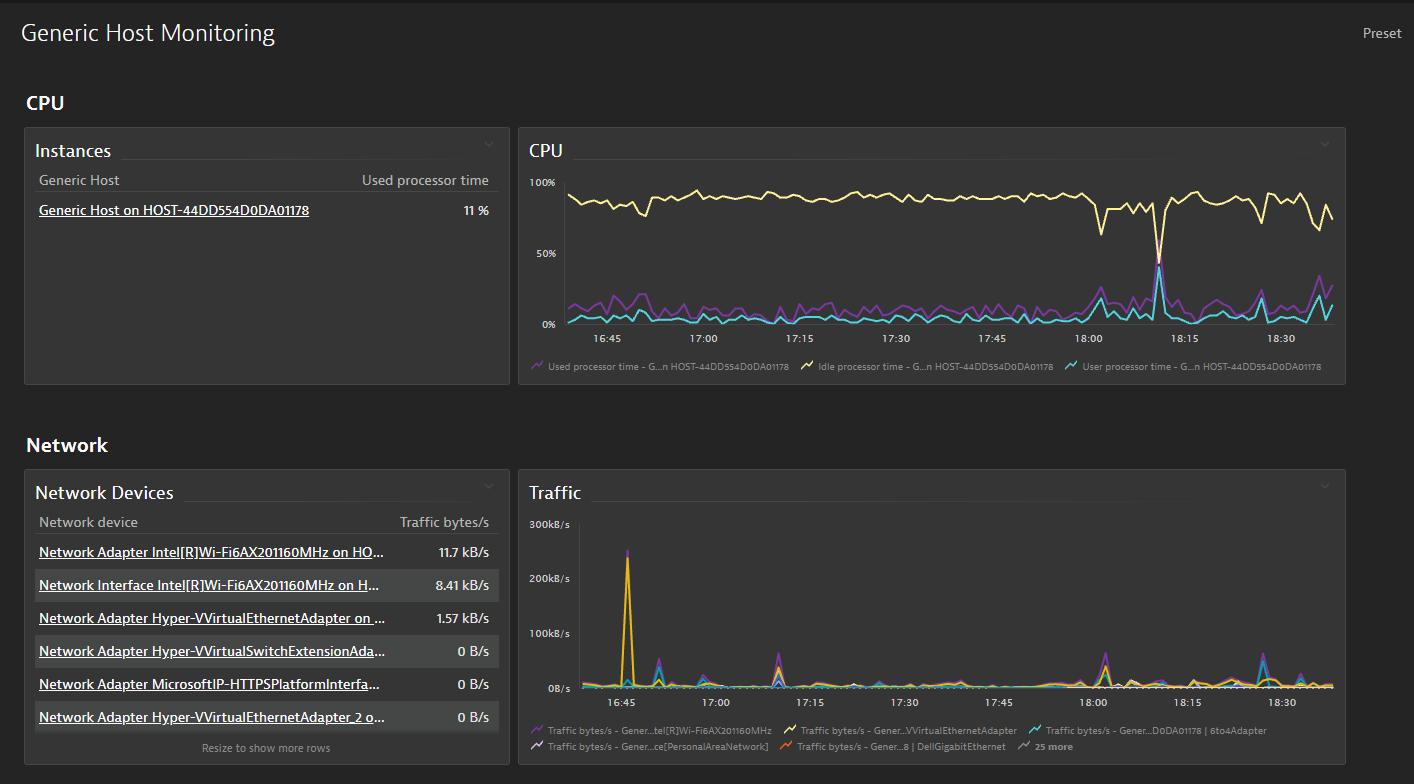 Generic Host Monitoring
Preset
CPU
Instances
Generic Host Used processor time
Generic Host on HOST-44DD554D0DA01178 11 %
CPU
100%
50%
0%
16:45 17:00 17:15 17:30 17:45 18:00 18:15 18:30
Used processor time - G...n HOST-44DD554D0DA01178 Idle processor time - G...n HOST-44DD554D0DA01178 User processor time - G...n HOST-44DD554D0DA01178
Network
Network Devices
Network device Traffic bytes/s
Network Adapter Intel[R]Wi-Fi6AX201160MHz on HO... 11.7 kB/s
Network Interface Intel[R]Wi-Fi6AX201160MHz on H... 8.41 kB/s
Network Adapter Hyper-VVirtualEthernetAdapter on ... 1.57 kB/s
Network Adapter Hyper-VVirtualSwitchExtensionAda... 0 B/s
Network Adapter MicrosoftIP-HTTPSPlatformInterfa... 0 B/s
Network Adapter Hyper-VVirtualEthernetAdapter_2 o... 0 B/s
Resize to show more rows
Traffic
300kB/s
200kB/s
100kB/s
0B/s
16:45 17:00 17:15 17:30 17:45 18:00 18:15 18:30
Traffic bytes/s - Gener...tel[R]Wi-Fi6AX201160MHz Traffic bytes/s - Gener...VVirtualEthernetAdapter Traffic bytes/s - Gener...D0DA01178 | 6to4Adapter
Traffic bytes/s - Gener...ce[PersonalAreaNetwork] Traffic bytes/s - Gener...8 | DellGigabitEthernet 25 more